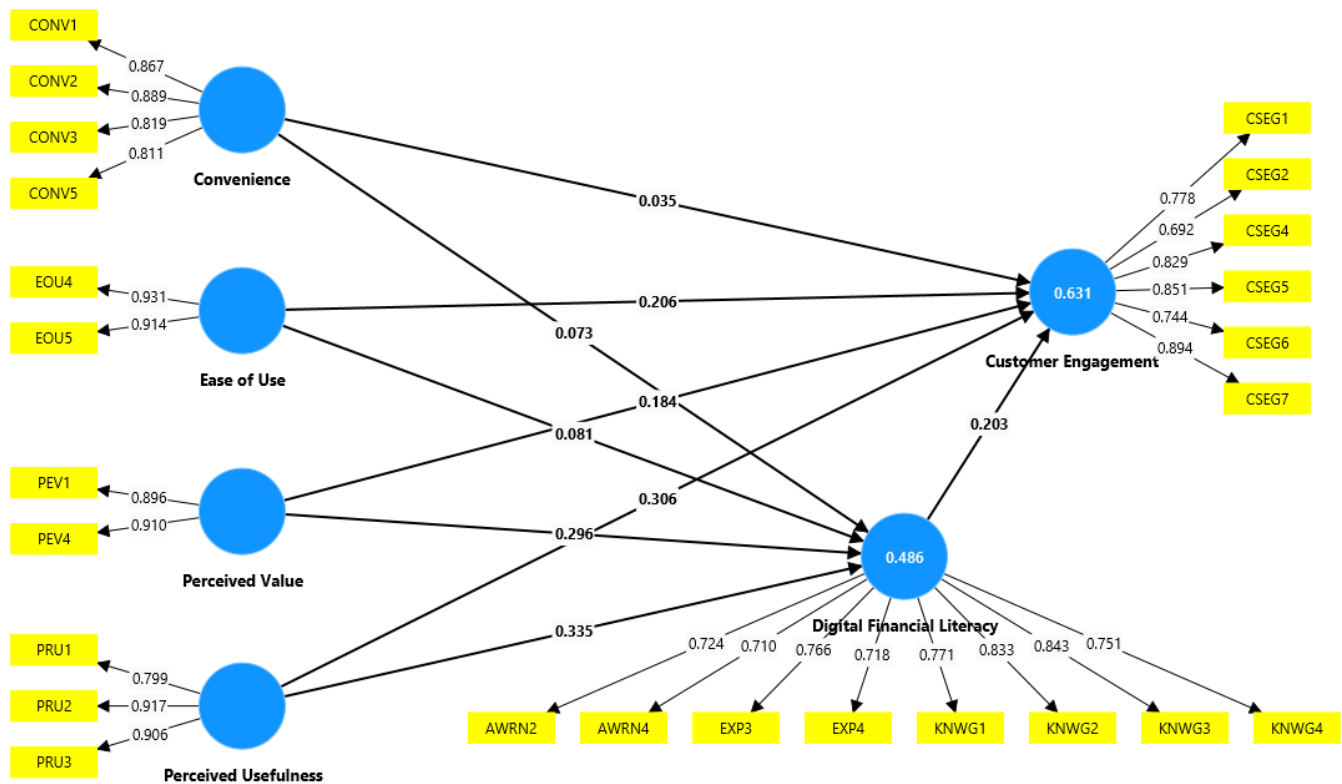 CONV1
CONV2
CONV3
CONV5
0.867
0.889
0.819
0.811
Convenience
EOU4
EOU5
0.931
0.914
Ease of Use
PEV1
PEV4
0.896
0.910
Perceived Value
PRU1
PRU2
PRU3
0.799
0.917
0.906
Perceived Usefulness
0.035
0.206
0.073
0.184
0.081
0.306
0.296
0.335
0.203
0.631
Customer Engagement
0.778
0.692
0.829
0.851
0.744
0.894
CSEG1
CSEG2
CSEG4
CSEG5
CSEG6
CSEG7
0.486
Digital Financial Literacy
0.724
0.710
0.766
0.718
0.771
0.833
0.843
0.751
AWRN2
AWRN4
EXP3
EXP4
KNWG1
KNWG2
KNWG3
KNWG4